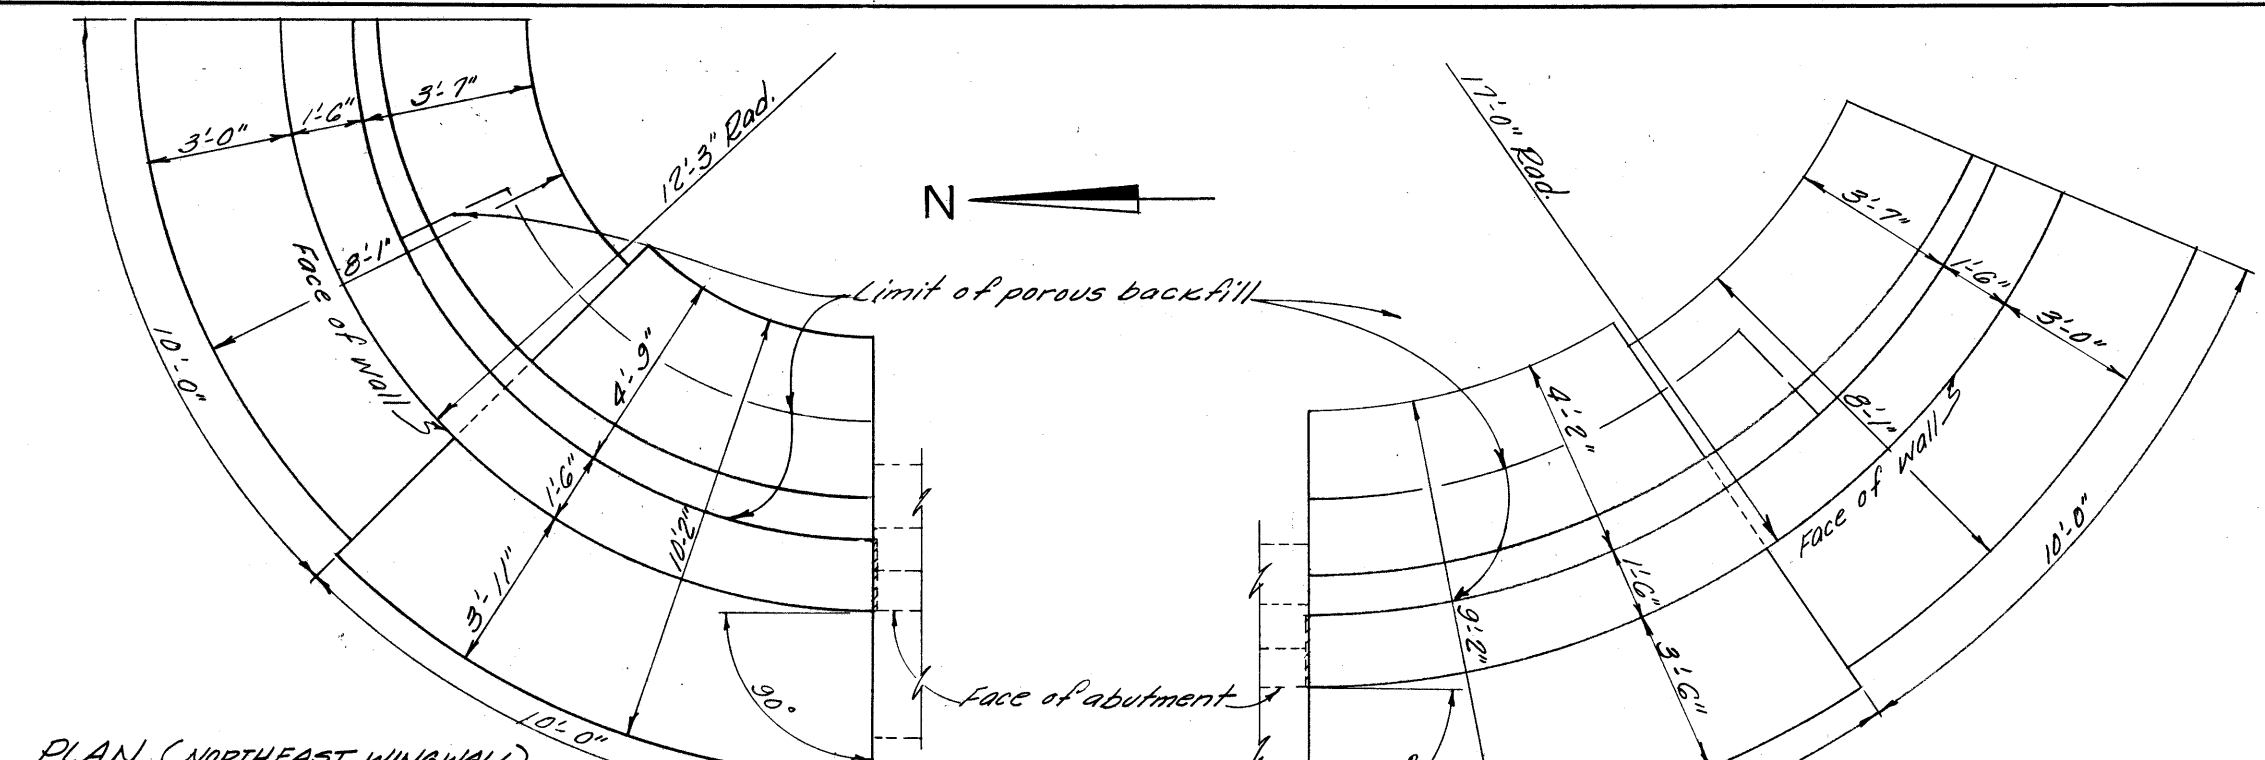 3'-0"
1'-6"
3'-7"
12'-3" Rad.
8'-1"
Face of wall
10'-0"
4'-9"
1'-6"
3'-11"
10'-2"
10'-0"
90°
N
Limit of porous backfill
Face of abutment
17'-0" Rad.
3'-7"
1'-6"
3'-0"
8'-1"
Face of wall
10'-0"
4'-2"
1'-6"
3'-6"
9'-2"
PLAN (NORTHEAST WINGWALL)